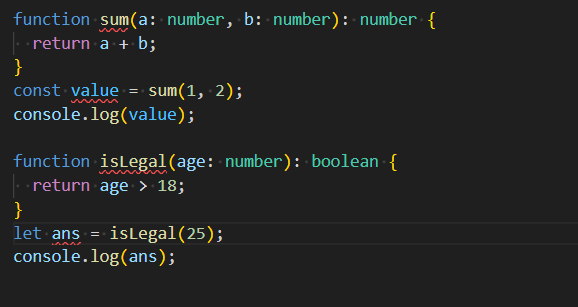 function sum(a: number, b: number): number {
  return a + b;
}
const value = sum(1, 2);
console.log(value);

function isLegal(age: number): boolean {
  return age > 18;
}
let ans = isLegal(25);
console.log(ans);